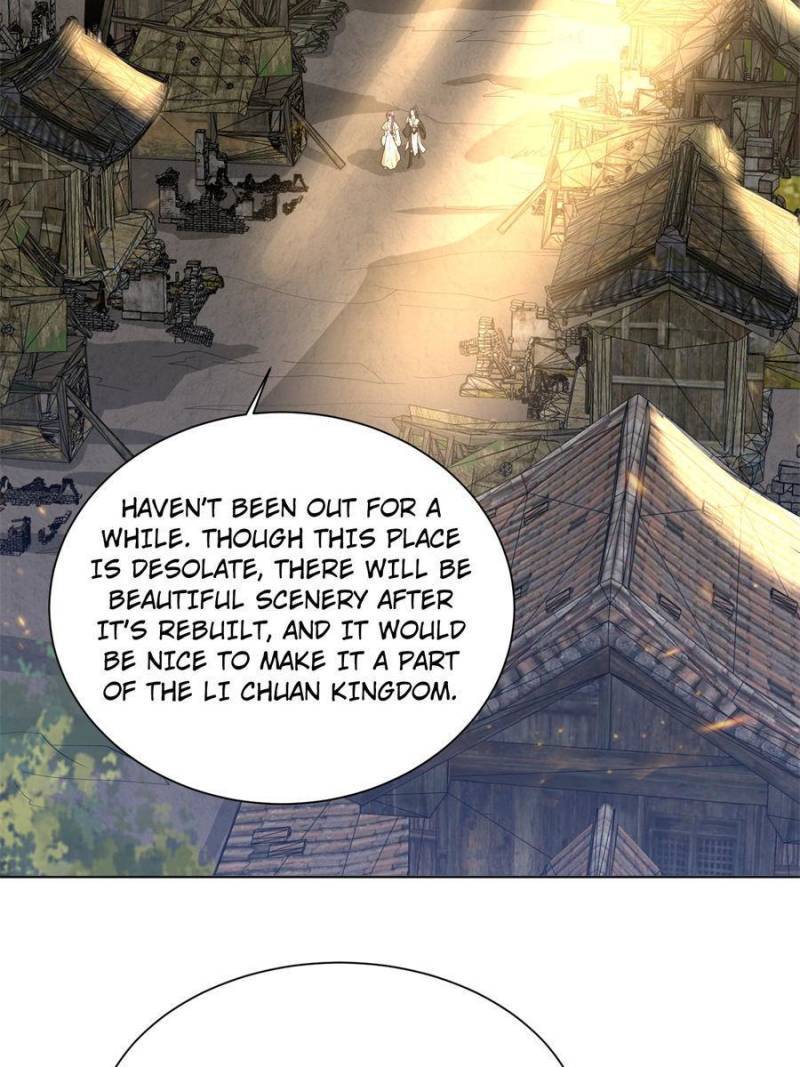 HAVEN'T BEEN OUT FOR A
WHILE. THOUGH THIS PLACE
IS DESOLATE, THERE WILL BE
BEAUTIFUL SCENERY AFTER
IT'S REBUILT, AND IT WOULD
BE NICE TO MAKE IT A PART
OF THE LI CHUAN KINGDOM.